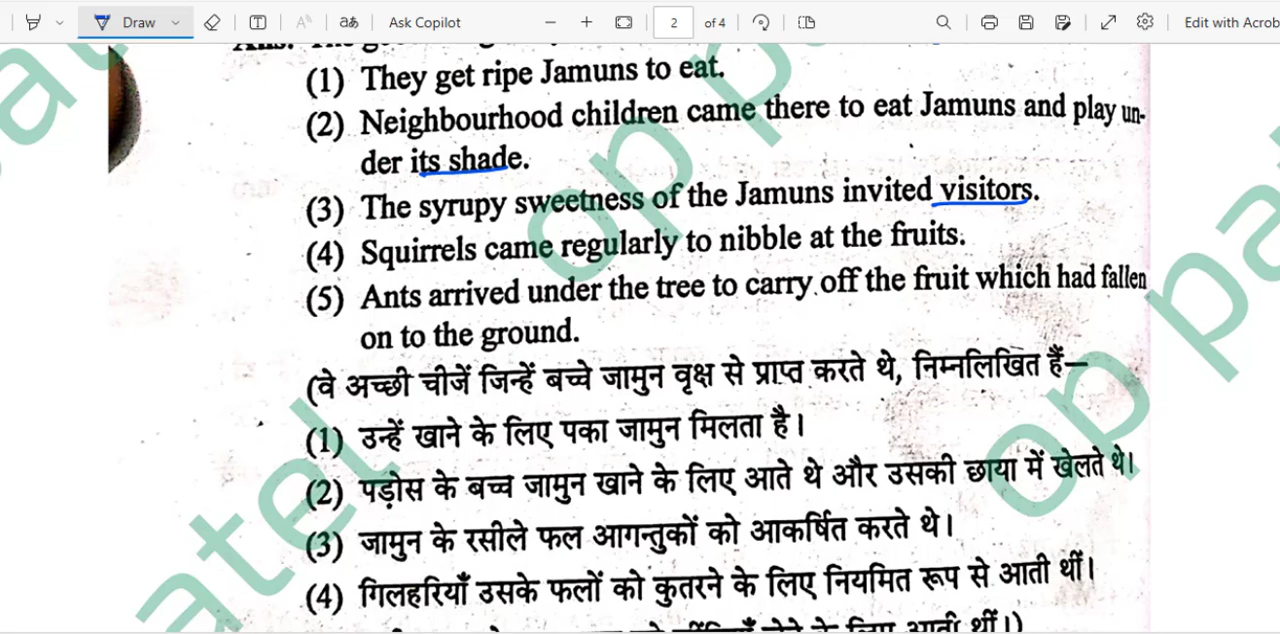 Draw
aあ
Ask Copilot
2
of 4
Edit with Acrob
(1) They get ripe Jamuns to eat.
(2) Neighbourhood children came there to eat Jamuns and play un-
der its shade.
(3) The syrupy sweetness of the Jamuns invited visitors.
(4) Squirrels came regularly to nibble at the fruits.
(5) Ants arrived under the tree to carry off the fruit which had fallen
on to the ground.
(वे अच्छी चीजें जिन्हें बच्चे जामुन वृक्ष से प्राप्त करते थे, निम्नलिखित हैं—
(1) उन्हें खाने के लिए पका जामुन मिलता है।
(2) पड़ोस के बच्च जामुन खाने के लिए आते थे और उसकी छाया में खेलते थे।
(3) जामुन के रसीले फल आगन्तुकों को आकर्षित करते थे।
(4) गिलहरियाँ उसके फलों को कुतरने के लिए नियमित रूप से आती थीं।
के लिए आती थीं।)